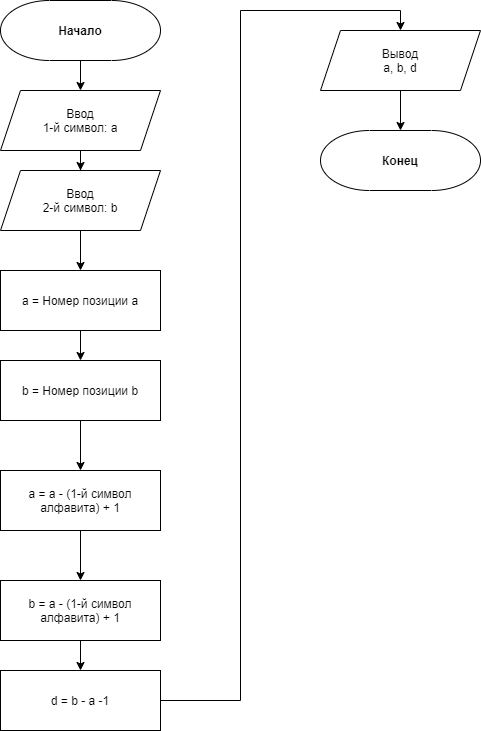 Начало
Ввод
1-й символ: a
Ввод
2-й символ: b
a = Номер позиции a
b = Номер позиции b
a = a - (1-й символ
алфавита) + 1
b = a - (1-й символ
алфавита) + 1
d = b - a -1
Вывод
a, b, d
Конец